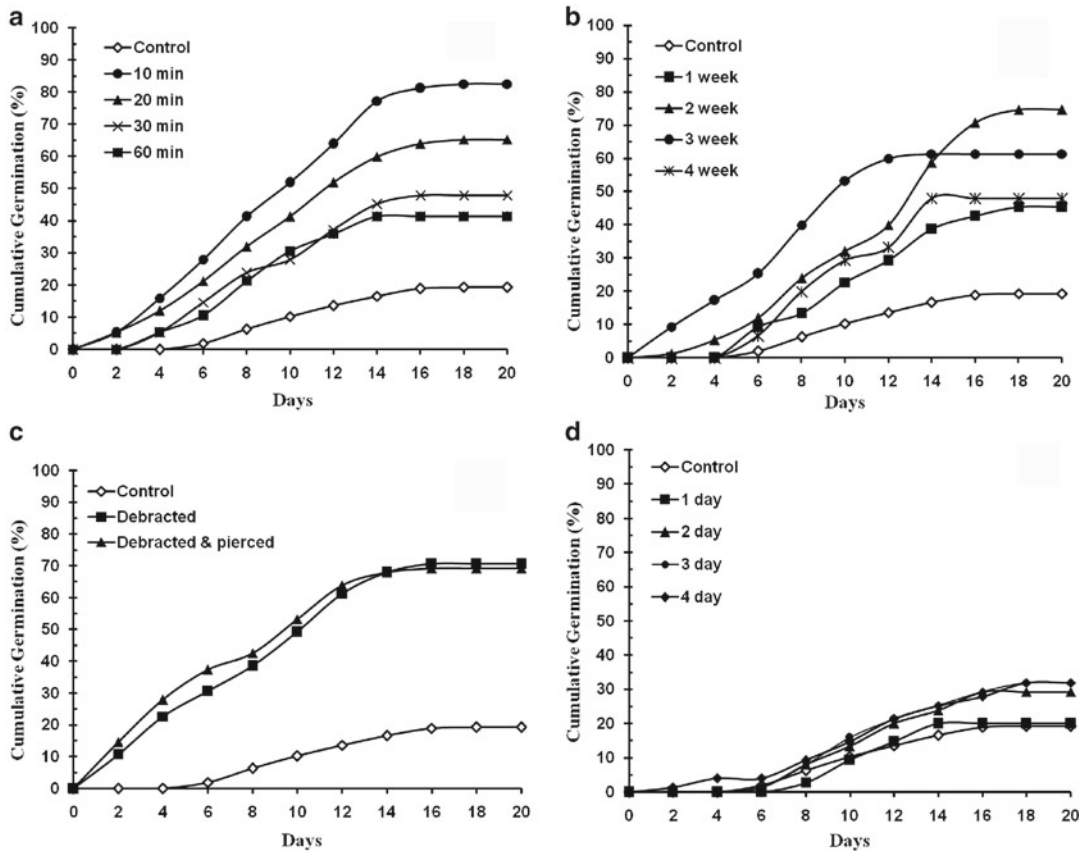 a
100
90
80
70
60
50
40
30
20
10
0
Cumulative Germination (%)
Control
10 min
20 min
30 min
60 min
0 2 4 6 8 10 12 14 16 18 20
Days
b
100
90
80
70
60
50
40
30
20
10
0
Cumulative Germination (%)
Control
1 week
2 week
3 week
4 week
0 2 4 6 8 10 12 14 16 18 20
Days
c
100
90
80
70
60
50
40
30
20
10
0
Cumulative Germination (%)
Control
Debracted
Debracted & pierced
0 2 4 6 8 10 12 14 16 18 20
Days
d
100
90
80
70
60
50
40
30
20
10
0
Cumulative Germination (%)
Control
1 day
2 day
3 day
4 day
0 2 4 6 8 10 12 14 16 18 20
Days